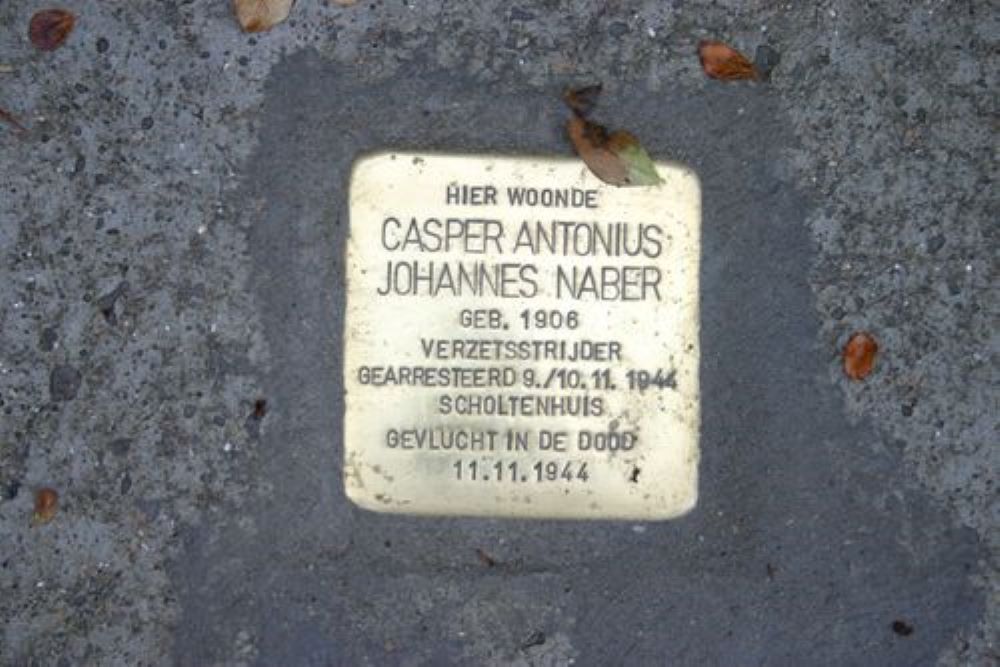 HIER WOONDE
CASPER ANTONIUS
JOHANNES NABER
GEB. 1906
VERZETSSTRIJDER
GEARRESTEERD 9./10.11. 1944
SCHOLTENHUIS
GEVLUCHT IN DE DOOD
11.11.1944